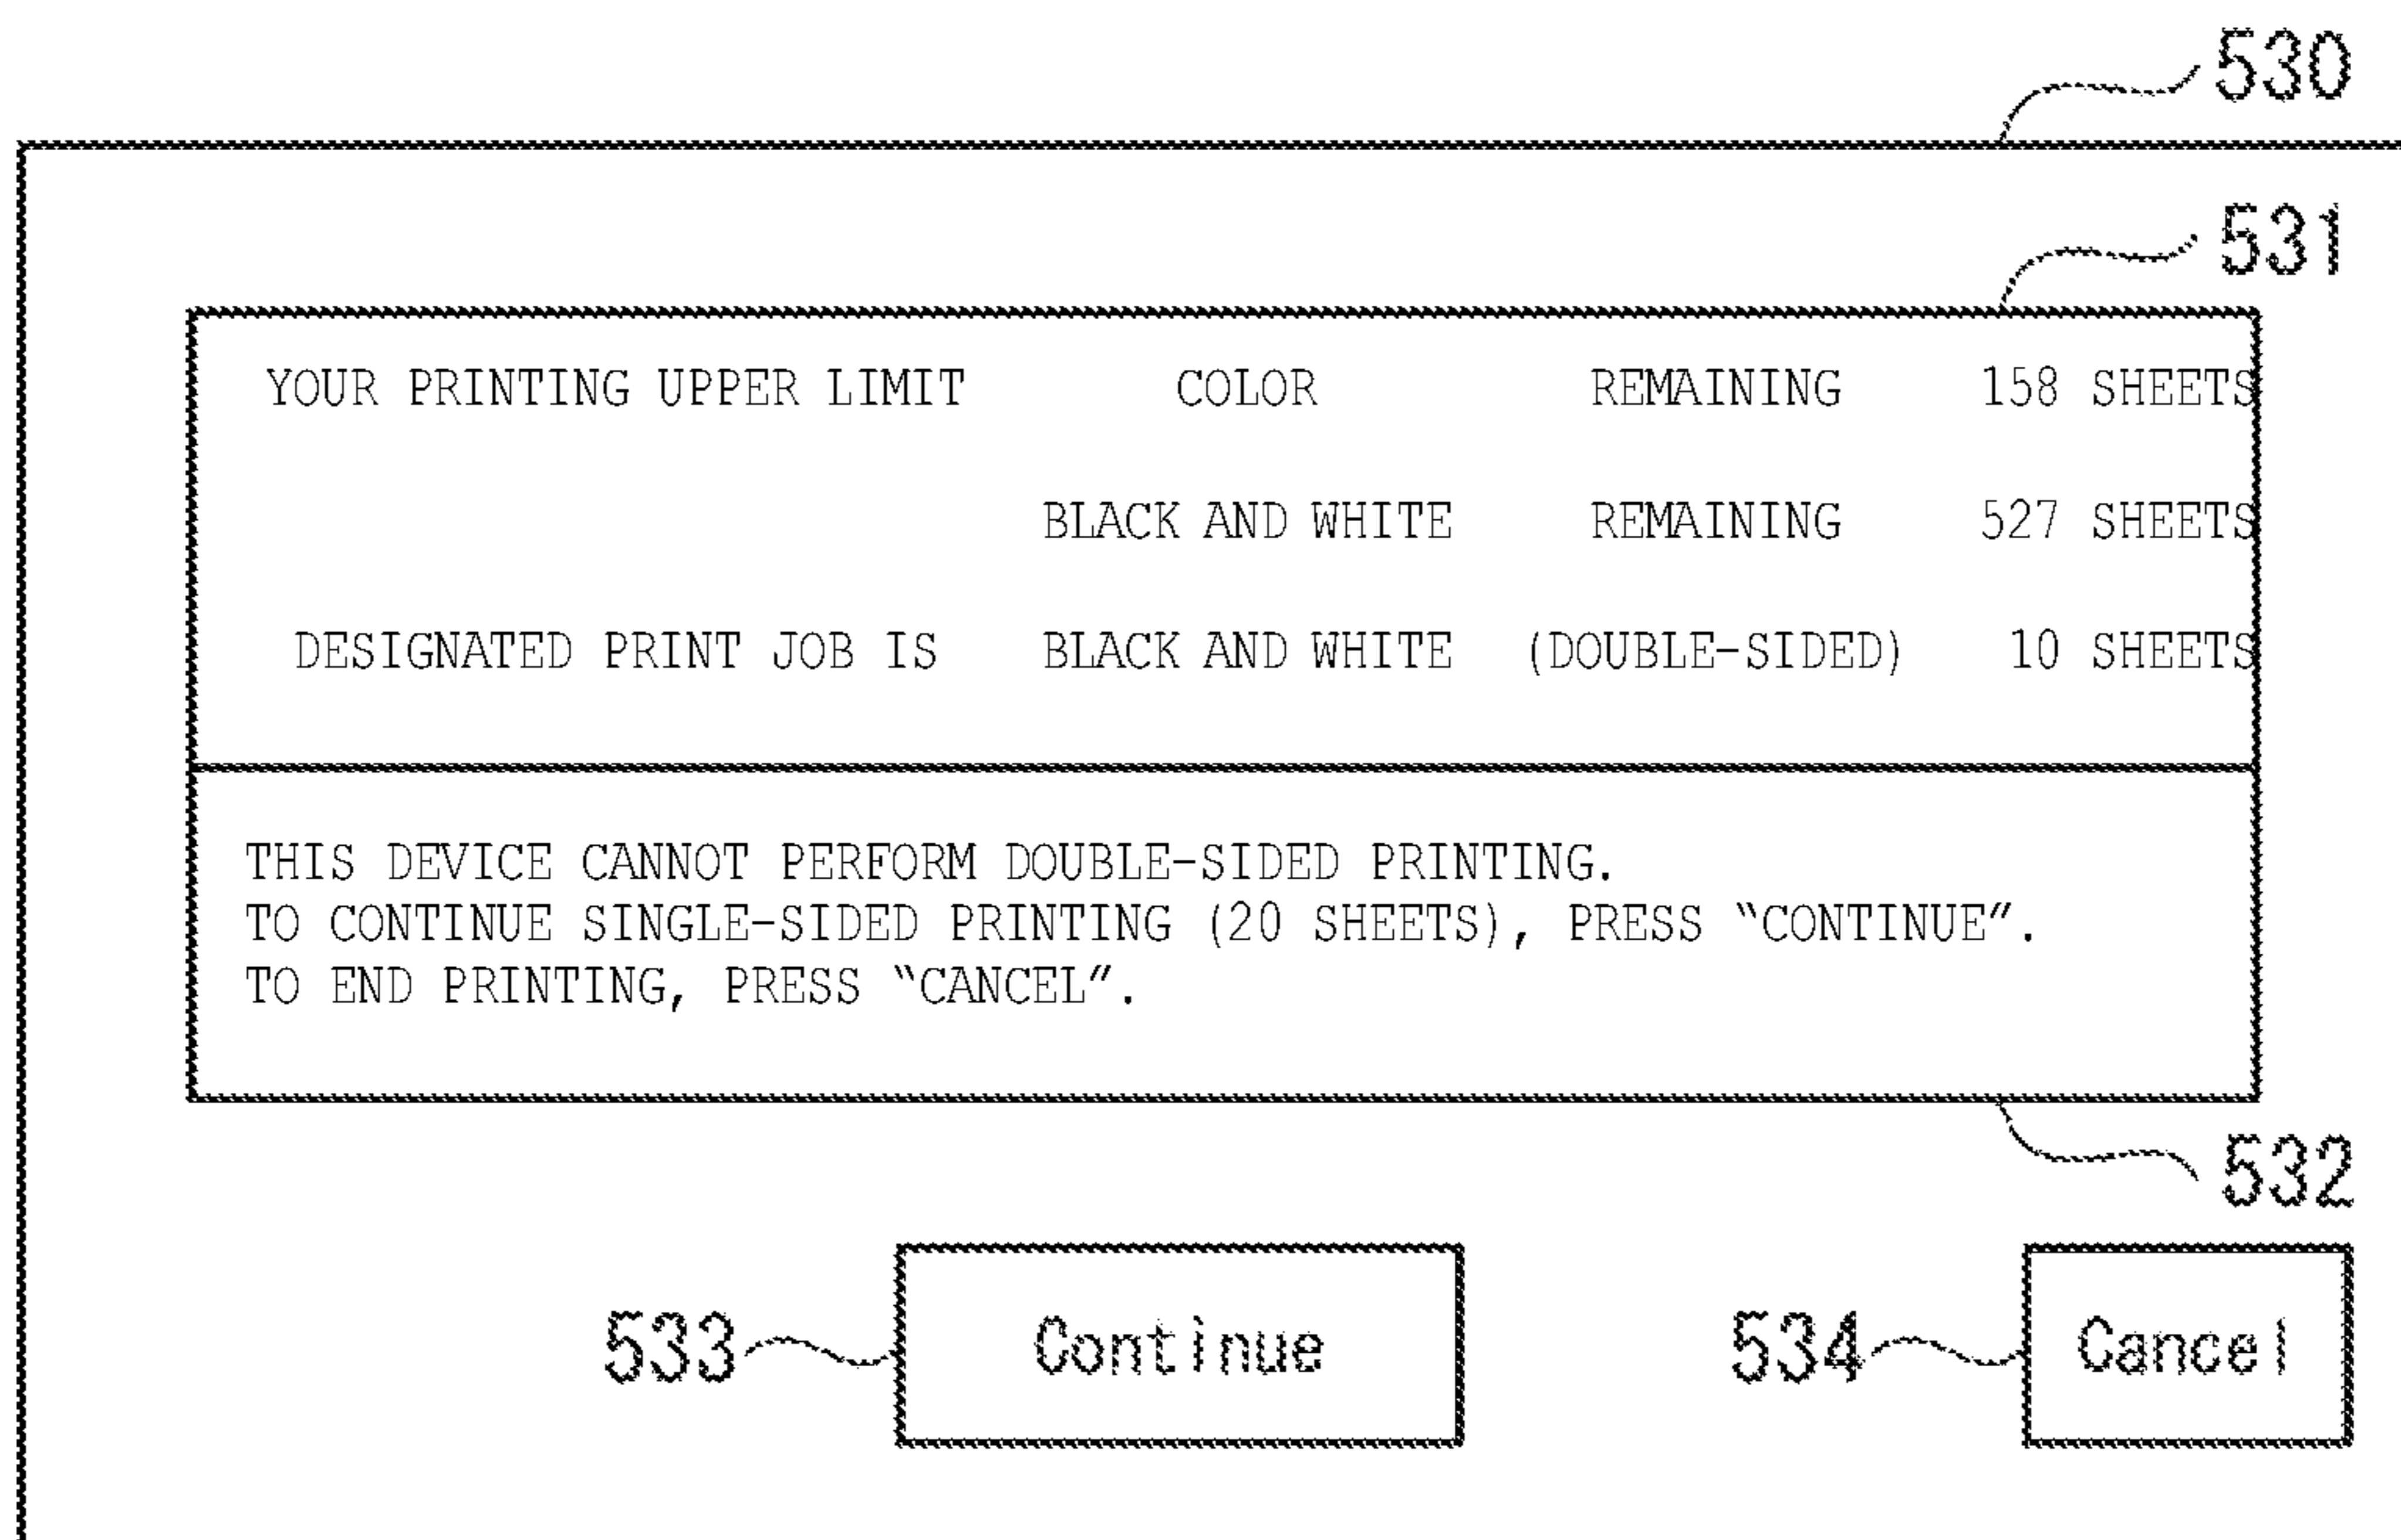 530
531
YOUR PRINTING UPPER LIMIT COLOR REMAINING 158 SHEETS
BLACK AND WHITE REMAINING 527 SHEETS
DESIGNATED PRINT JOB IS BLACK AND WHITE (DOUBLE-SIDED) 10 SHEETS
THIS DEVICE CANNOT PERFORM DOUBLE-SIDED PRINTING.
TO CONTINUE SINGLE-SIDED PRINTING (20 SHEETS), PRESS “CONTINUE”.
TO END PRINTING, PRESS “CANCEL”.
532
533 Continue 534 Cancel